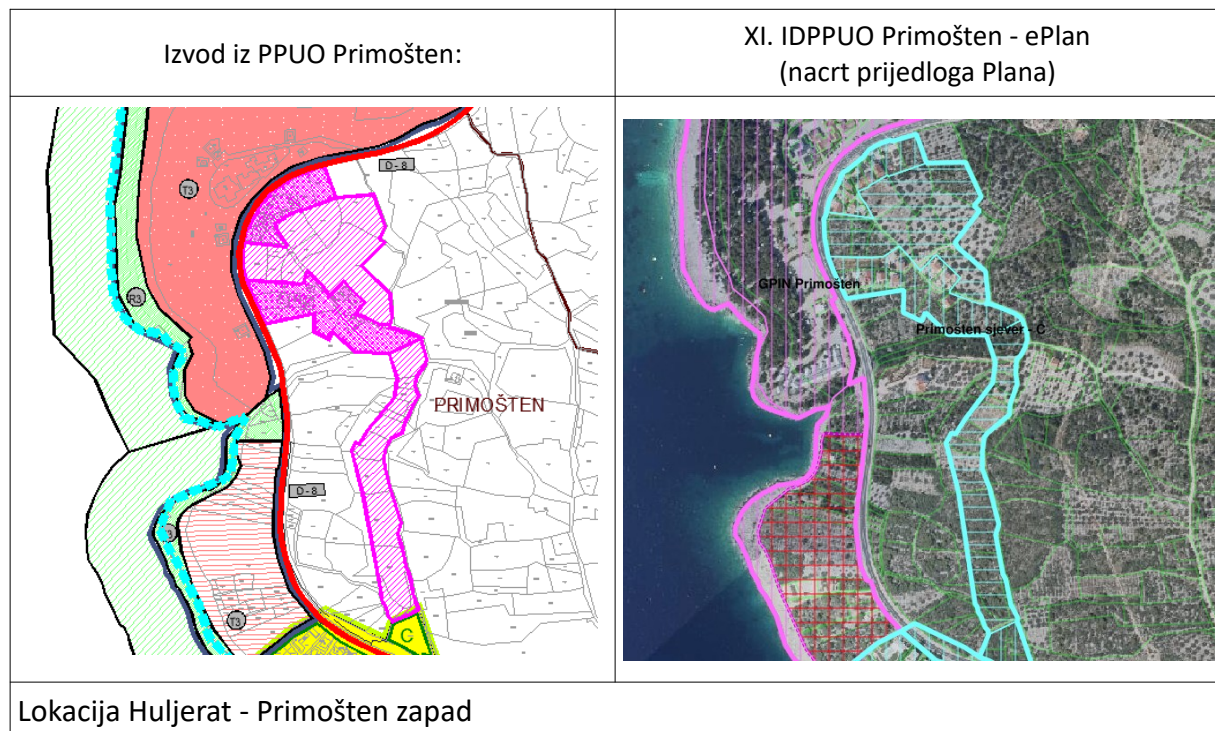 Izvod iz PPUO Primošten:
XI. IDPPUO Primošten - ePlan
(nacrt prijedloga Plana)
D-8
T3
R3
PRIMOŠTEN
D-8
T3
C
GPIN Primošten
Primošten sjever - C
Lokacija Huljerat - Primošten zapad